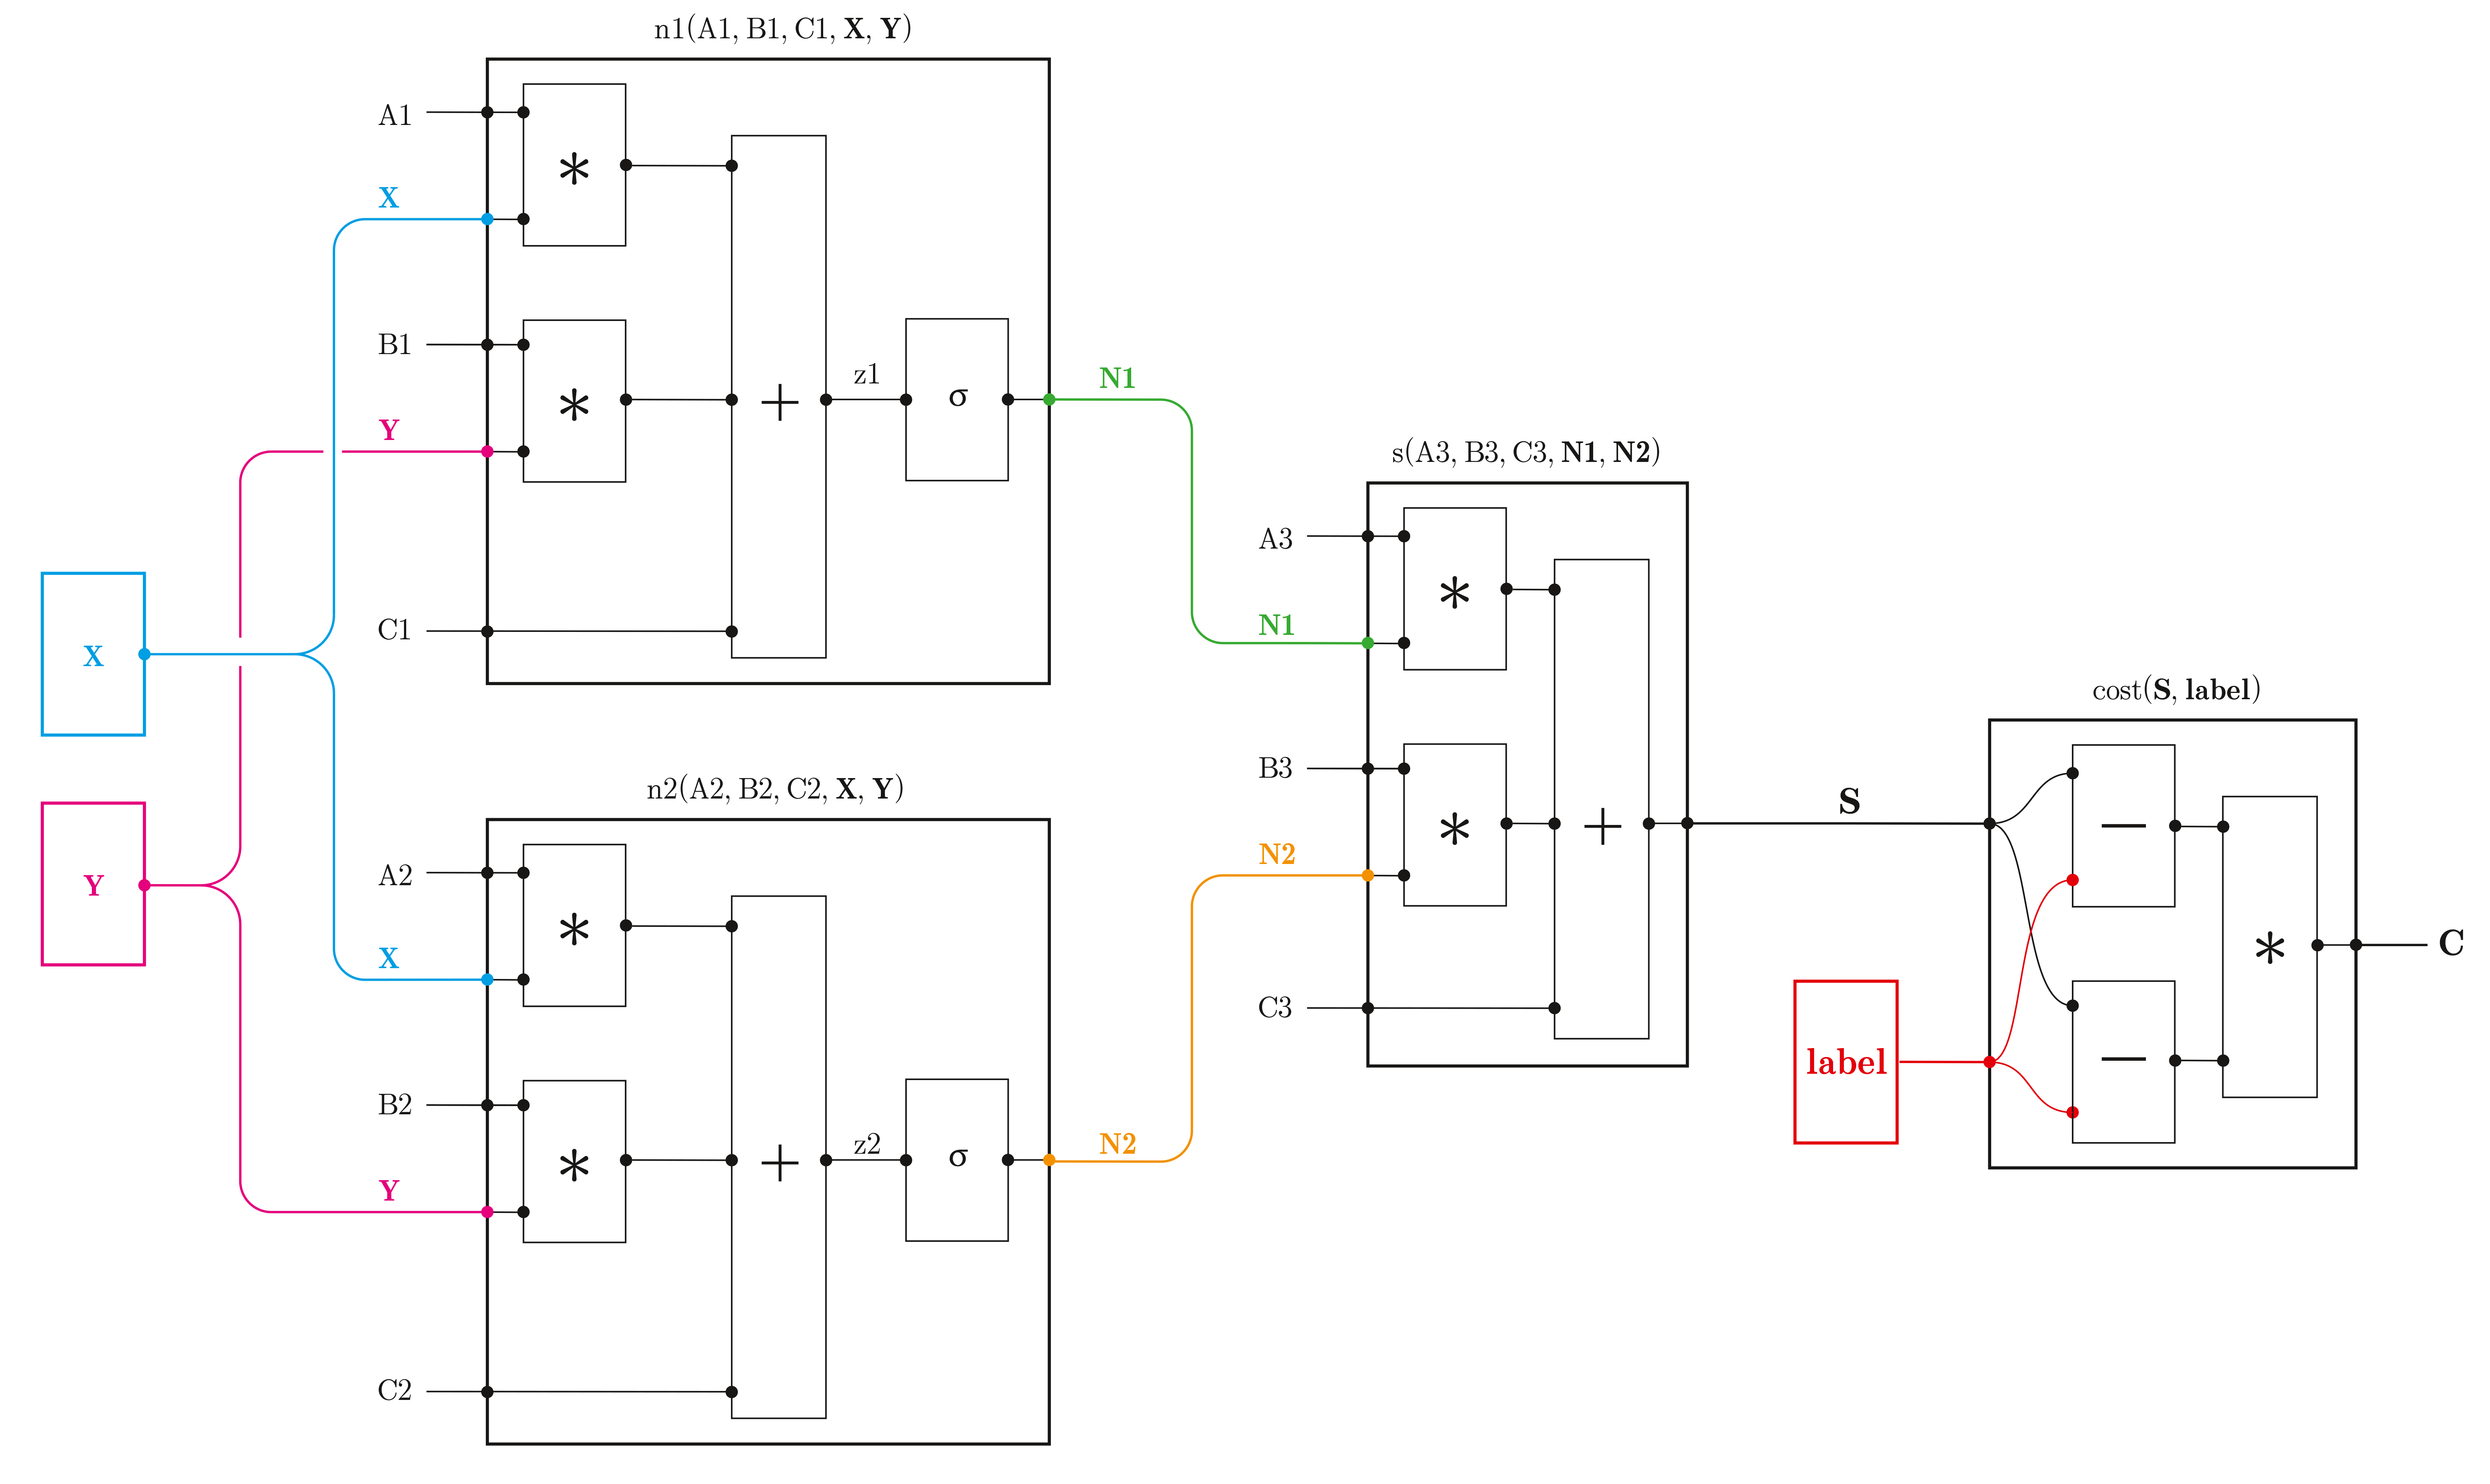 n1(A1, B1, C1, X, Y)
A1
*
X
B1
*
Y
+
z1
σ
N1
C1
X
Y
n2(A2, B2, C2, X, Y)
A2
*
X
B2
*
Y
+
z2
σ
N2
C2
s(A3, B3, C3, N1, N2)
A3
*
N1
B3
*
N2
+
C3
S
label
cost(S, label)
−
−
*
C